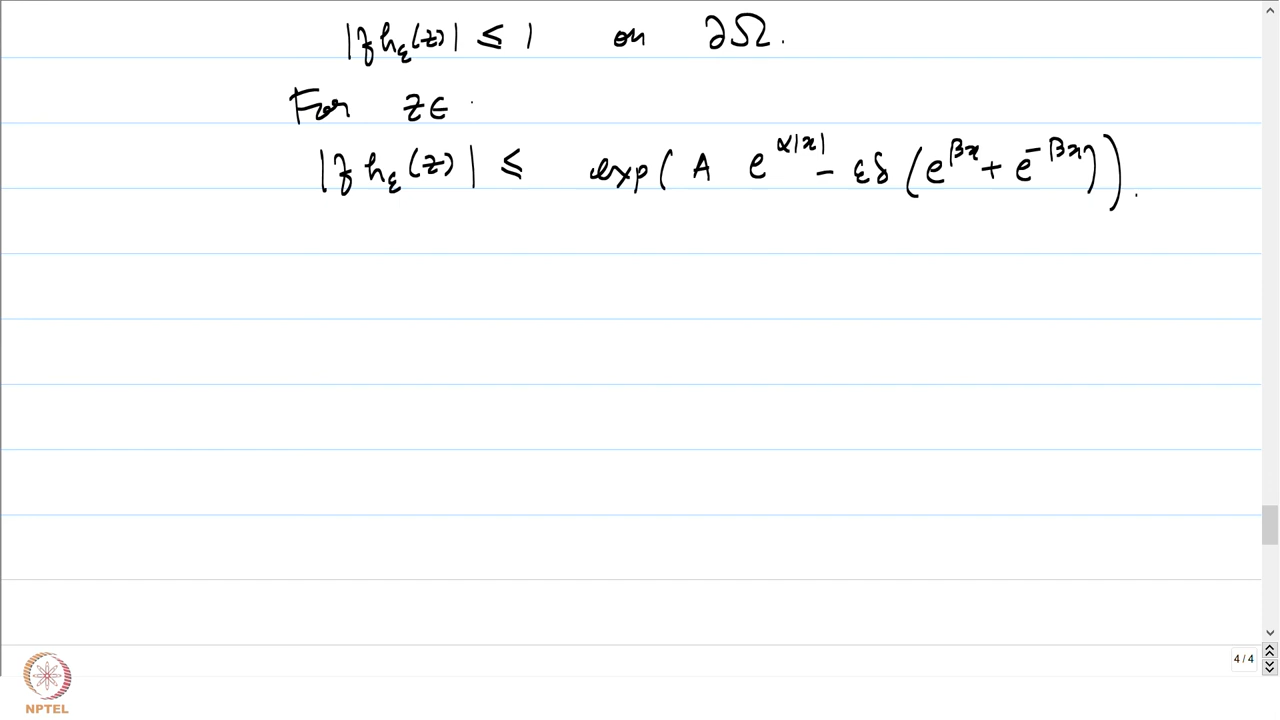 |f h_ε(z)| ≤ 1 on ∂Ω.
For z ∈
|f h_ε(z)| ≤ exp( A e^{α|x|} - εδ (e^{βx} + e^{-βx}) ).
4 / 4
NPTEL